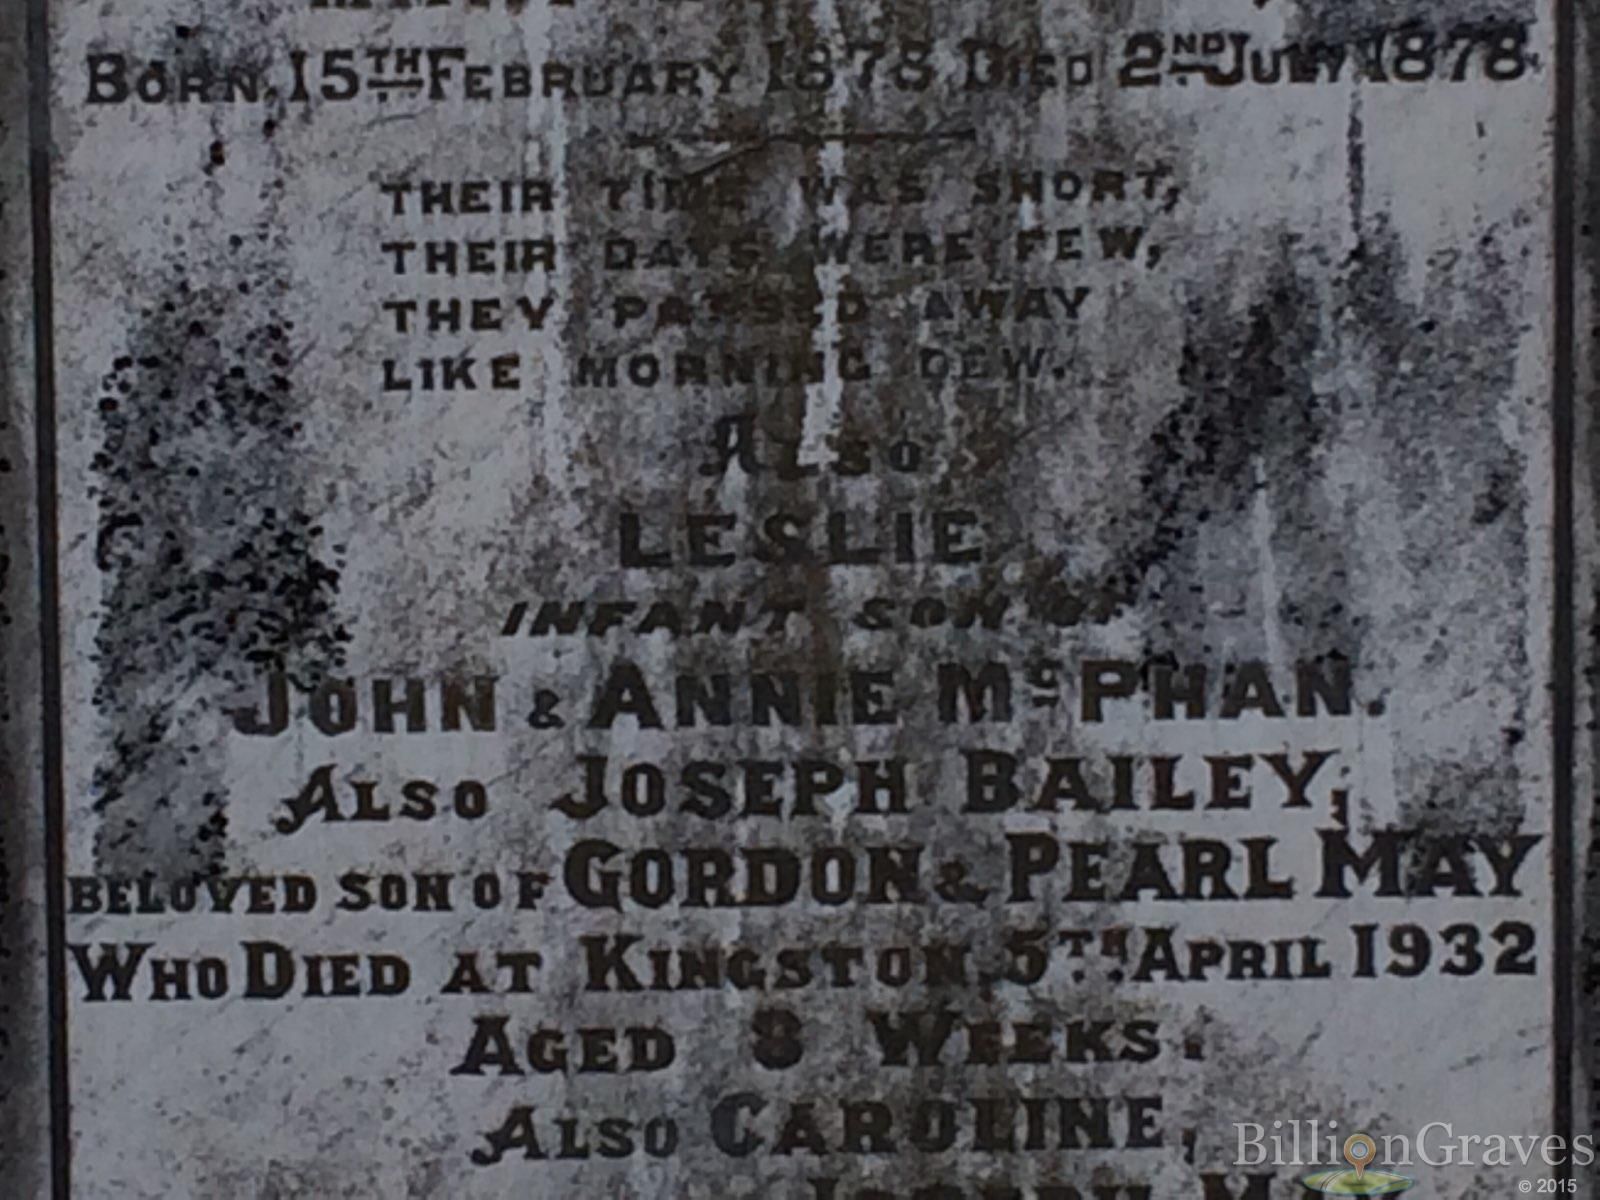 Born, 15th February 1878 Died 2nd July 1878.
THEIR TIME WAS SHORT,
THEIR DAYS WERE FEW,
THEY PASSED AWAY
LIKE MORNING DEW.
Also
LESLIE
INFANT SON OF
JOHN & ANNIE McPHAN.
Also JOSEPH BAILEY,
BELOVED SON OF GORDON & PEARL MAY
WHO DIED AT KINGSTON, 5TH APRIL 1932
AGED 8 WEEKS.
Also CAROLINE,
BillionGraves
© 2015